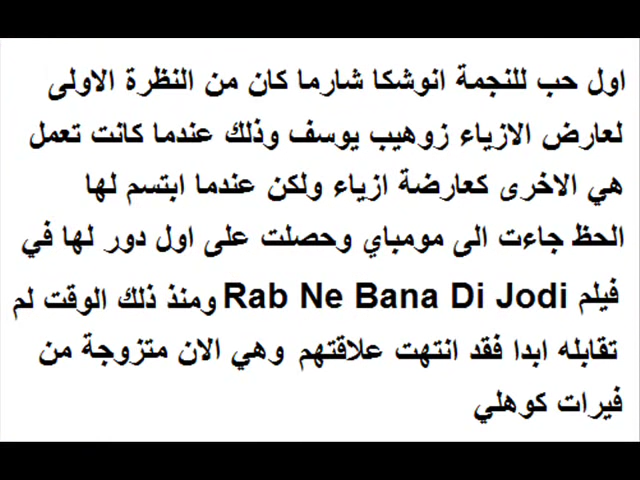 اول حب للنجمة انوشكا شارما كان من النظرة الاولى
لعارض الازياء زوهيب يوسف وذلك عندما كانت تعمل
هي الاخرى كعارضة ازياء ولكن عندما ابتسم لها
الحظ جاءت الى مومباي وحصلت على اول دور لها في
فيلم Rab Ne Bana Di Jodi ومنذ ذلك الوقت لم
تقابله ابدا فقد انتهت علاقتهم وهي الان متزوجة من
فيرات كوهلي